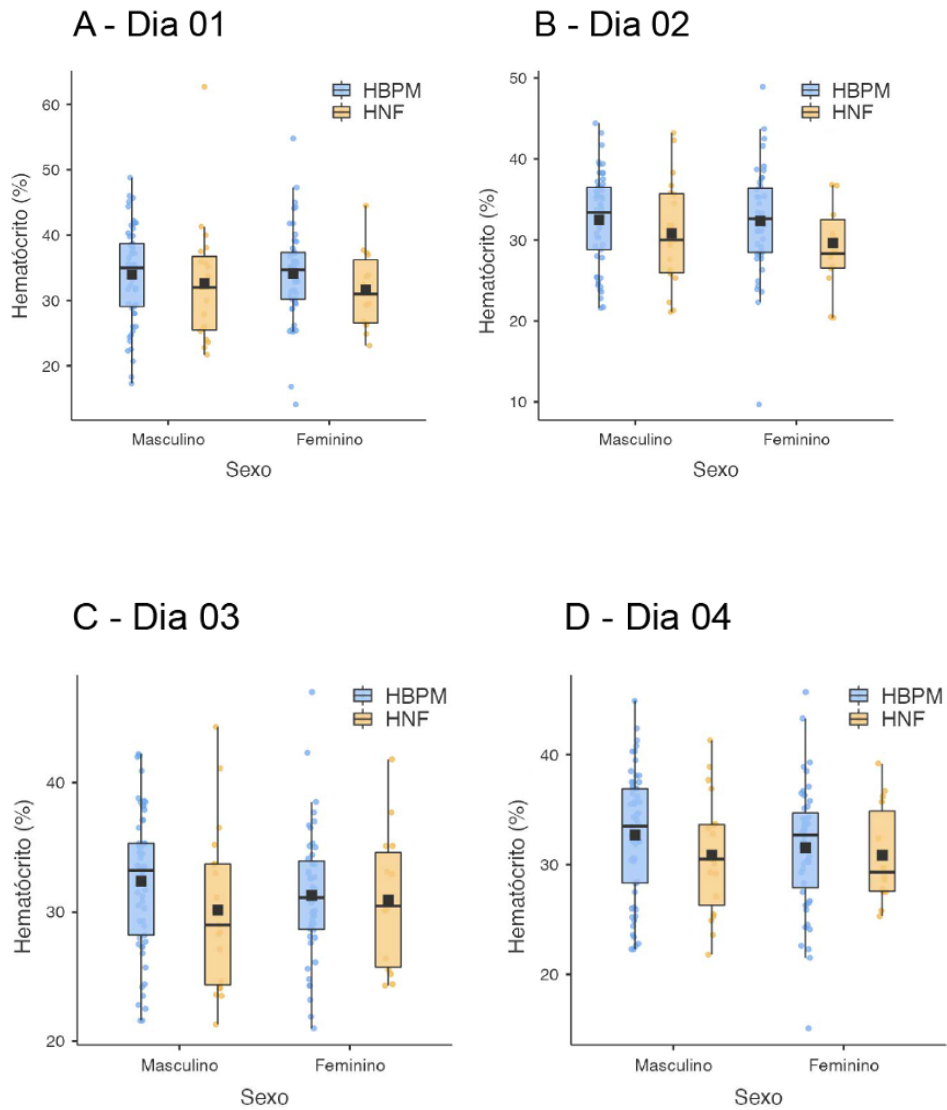 A - Dia 01
HBPM
HNF
60
50
40
30
20
Hematócrito (%)
Masculino
Feminino
Sexo
B - Dia 02
HBPM
HNF
50
40
30
20
10
Hematócrito (%)
Masculino
Feminino
Sexo
C - Dia 03
HBPM
HNF
40
30
20
Hematócrito (%)
Masculino
Feminino
Sexo
D - Dia 04
HBPM
HNF
40
30
20
Hematócrito (%)
Masculino
Feminino
Sexo